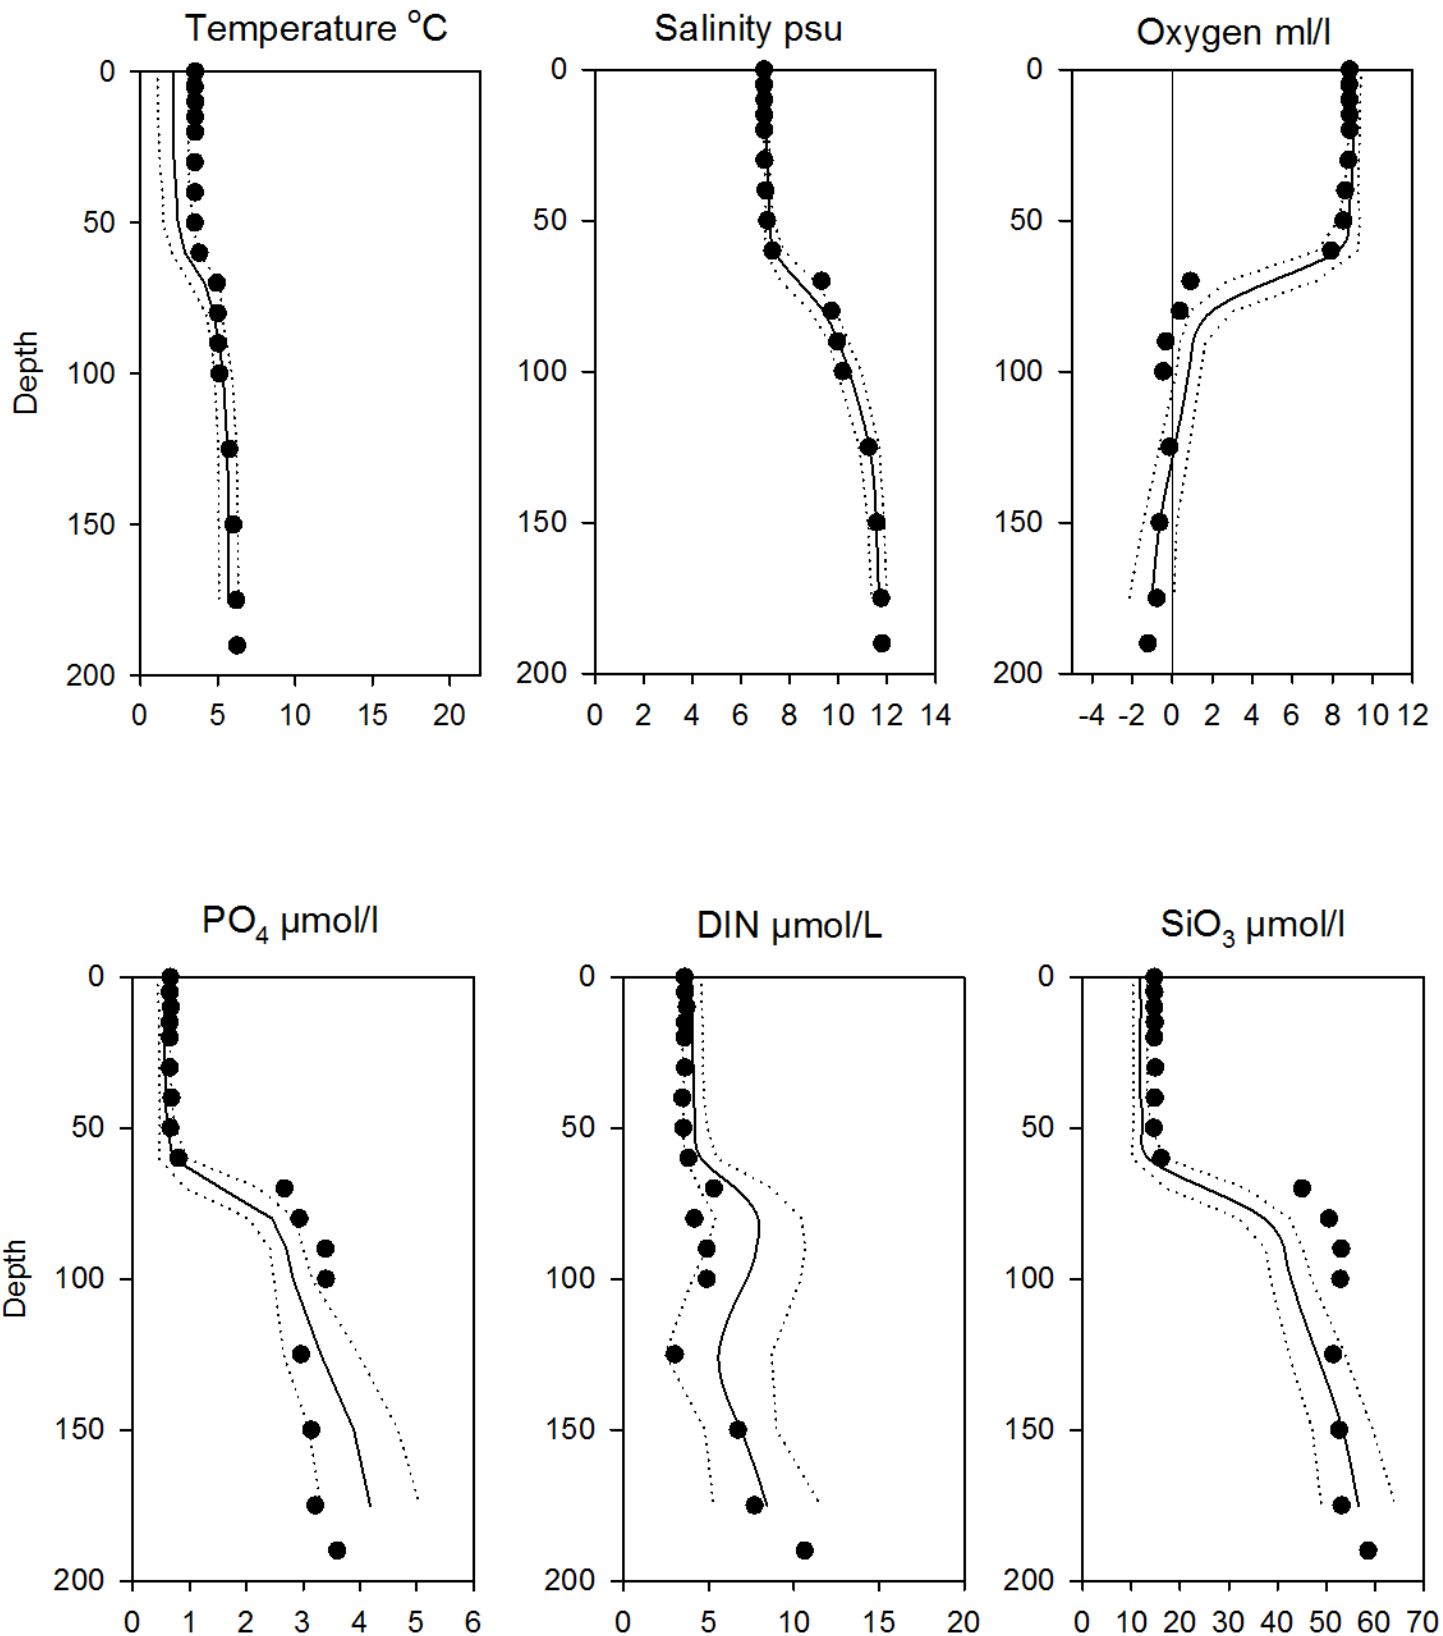 Temperature °C
Salinity psu
Oxygen ml/l
0
50
100
150
200
Depth
0 5 10 15 20
0
50
100
150
200
0 2 4 6 8 10 12 14
0
50
100
150
200
-4 -2 0 2 4 6 8 10 12
PO4 µmol/l
DIN µmol/L
SiO3 µmol/l
0
50
100
150
200
Depth
0 1 2 3 4 5 6
0
50
100
150
200
0 5 10 15 20
0
50
100
150
200
0 10 20 30 40 50 60 70